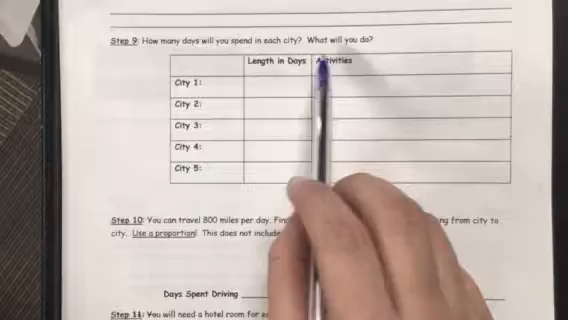 Step 9: How many days will you spend in each city? What will you do?
Length in Days Activities
City 1:
City 2:
City 3:
City 4:
City 5:
Step 10: You can travel 800 miles per day. from city to
city. Use a proportion! This does not include
Days Spent Driving
Step 11: You will need a hotel room for